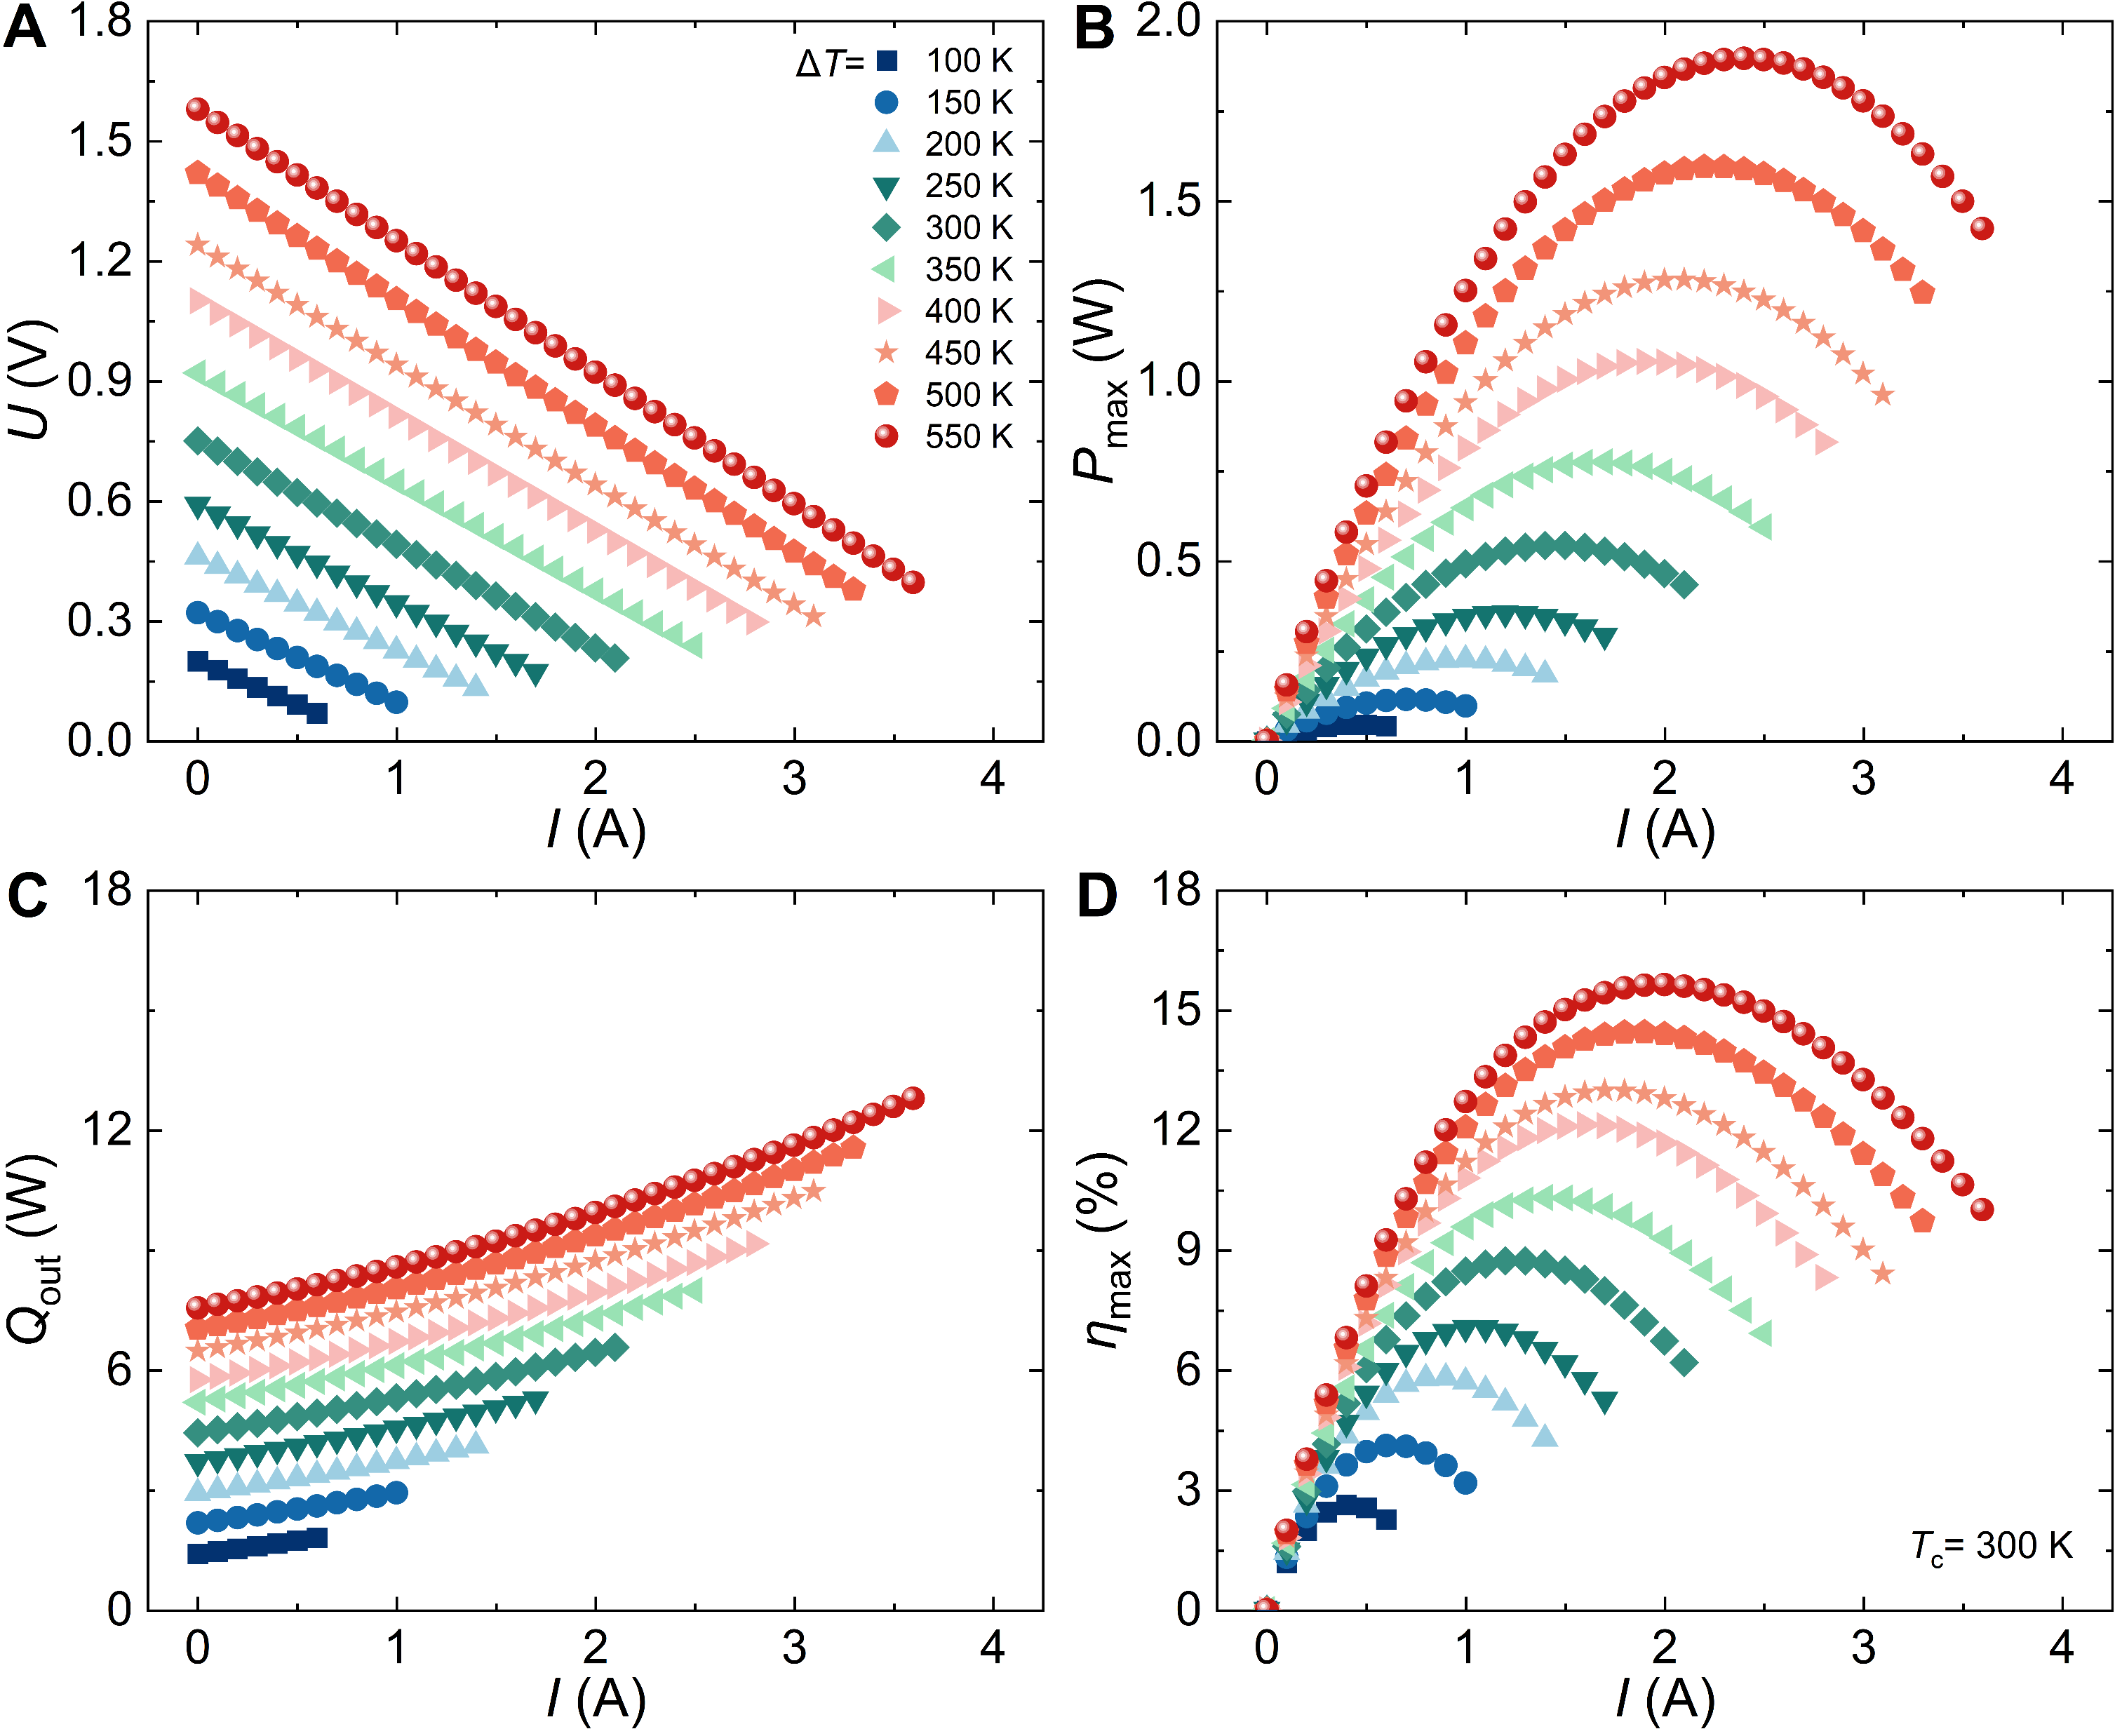 A
1.8
1.5
1.2
0.9
0.6
0.3
0.0
U (V)
ΔT= 100 K
150 K
200 K
250 K
300 K
350 K
400 K
450 K
500 K
550 K
0 1 2 3 4
I (A)
B
2.0
1.5
1.0
0.5
0.0
Pmax (W)
0 1 2 3 4
I (A)
C
18
12
6
0
Qout (W)
0 1 2 3 4
I (A)
D
18
15
12
9
6
3
0
ηmax (%)
Tc= 300 K
0 1 2 3 4
I (A)